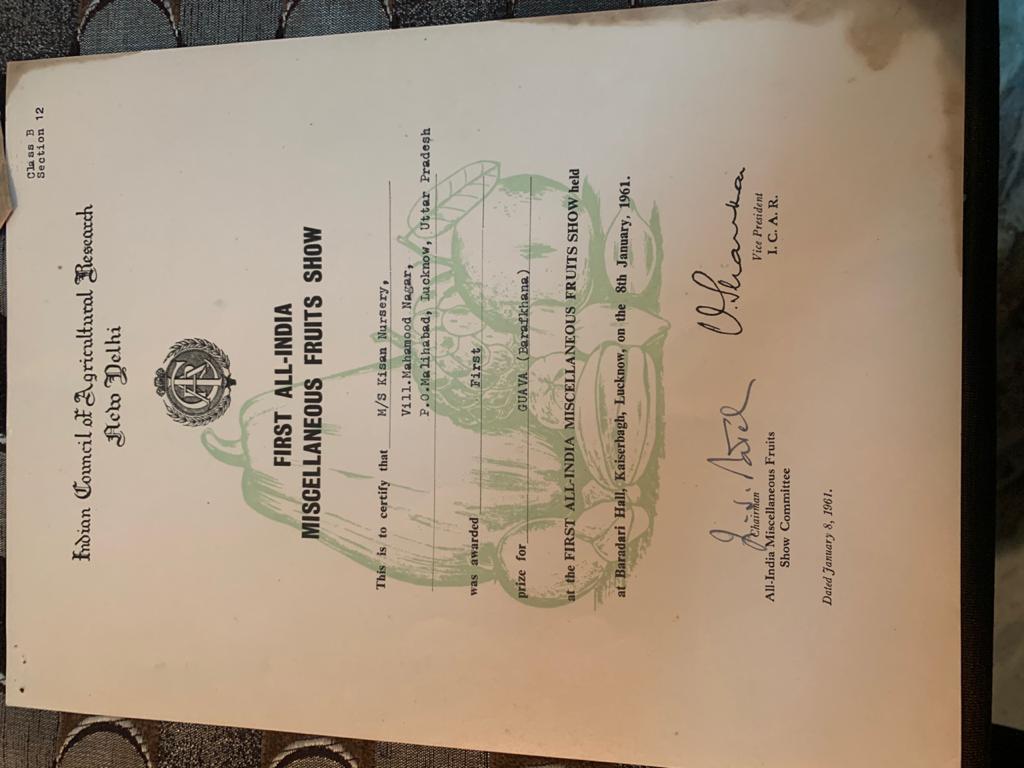 Class B
Section 12
Indian Council of Agricultural Research
New Delhi
FIRST ALL-INDIA
MISCELLANEOUS FRUITS SHOW
This is to certify that M/S Kisan Nursery,
Vill.Mahamood Nagar,
P.O.Malihabad, Lucknow, Uttar Pradesh
was awarded First
prize for GUAVA (Barafkhana)
at the FIRST ALL-INDIA MISCELLANEOUS FRUITS SHOW held
at Baradari Hall, Kaiserbagh, Lucknow, on the 8th January, 1961.
Chairman
All-India Miscellaneous Fruits
Show Committee
Vice President
I. C. A. R.
Dated January 8, 1961.